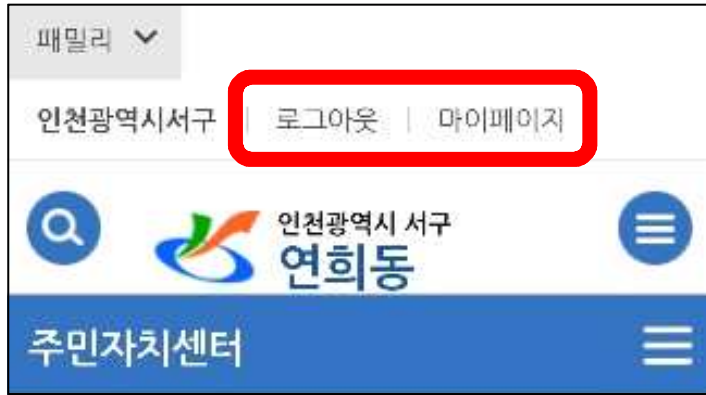 패밀리
인천광역시서구 | 로그아웃 | 마이페이지
인천광역시 서구
연희동
주민자치센터